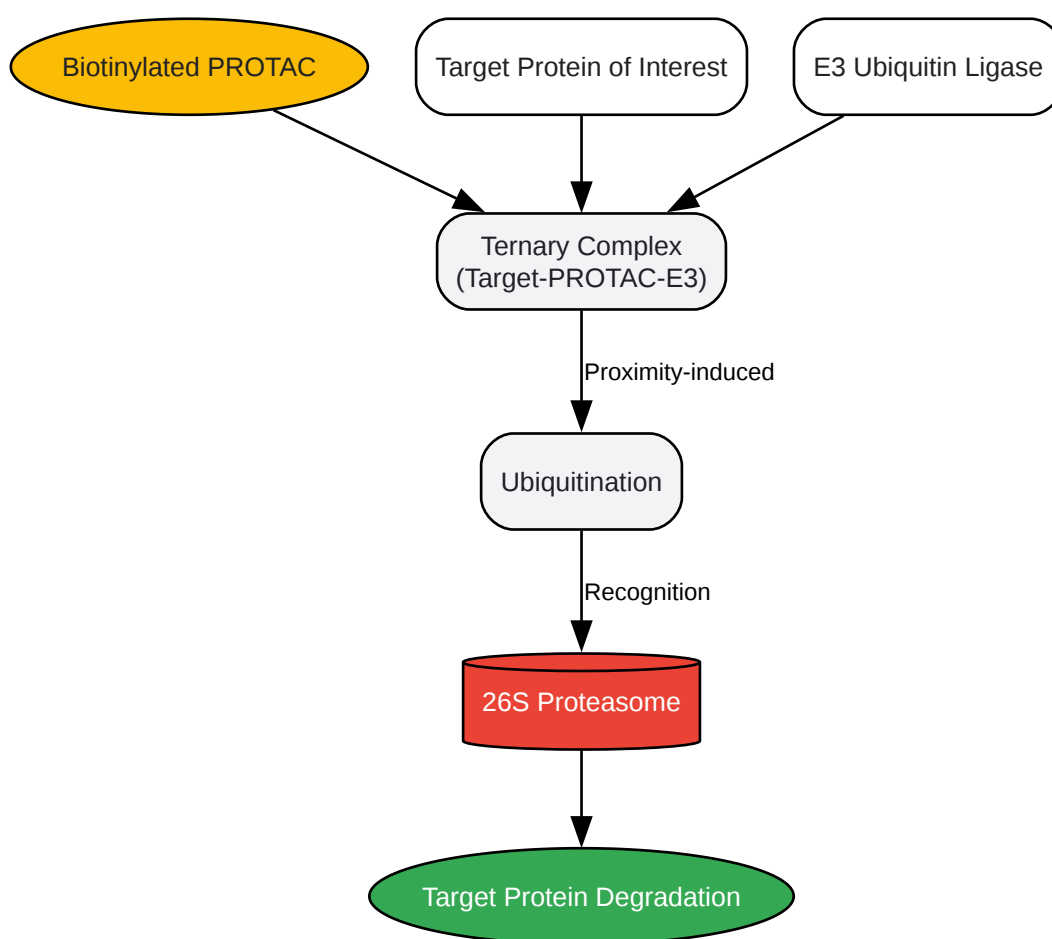 Biotinylated PROTAC
Target Protein of Interest
E3 Ubiquitin Ligase
Ternary Complex
(Target-PROTAC-E3)
Proximity-induced
Ubiquitination
Recognition
26S Proteasome
Target Protein Degradation